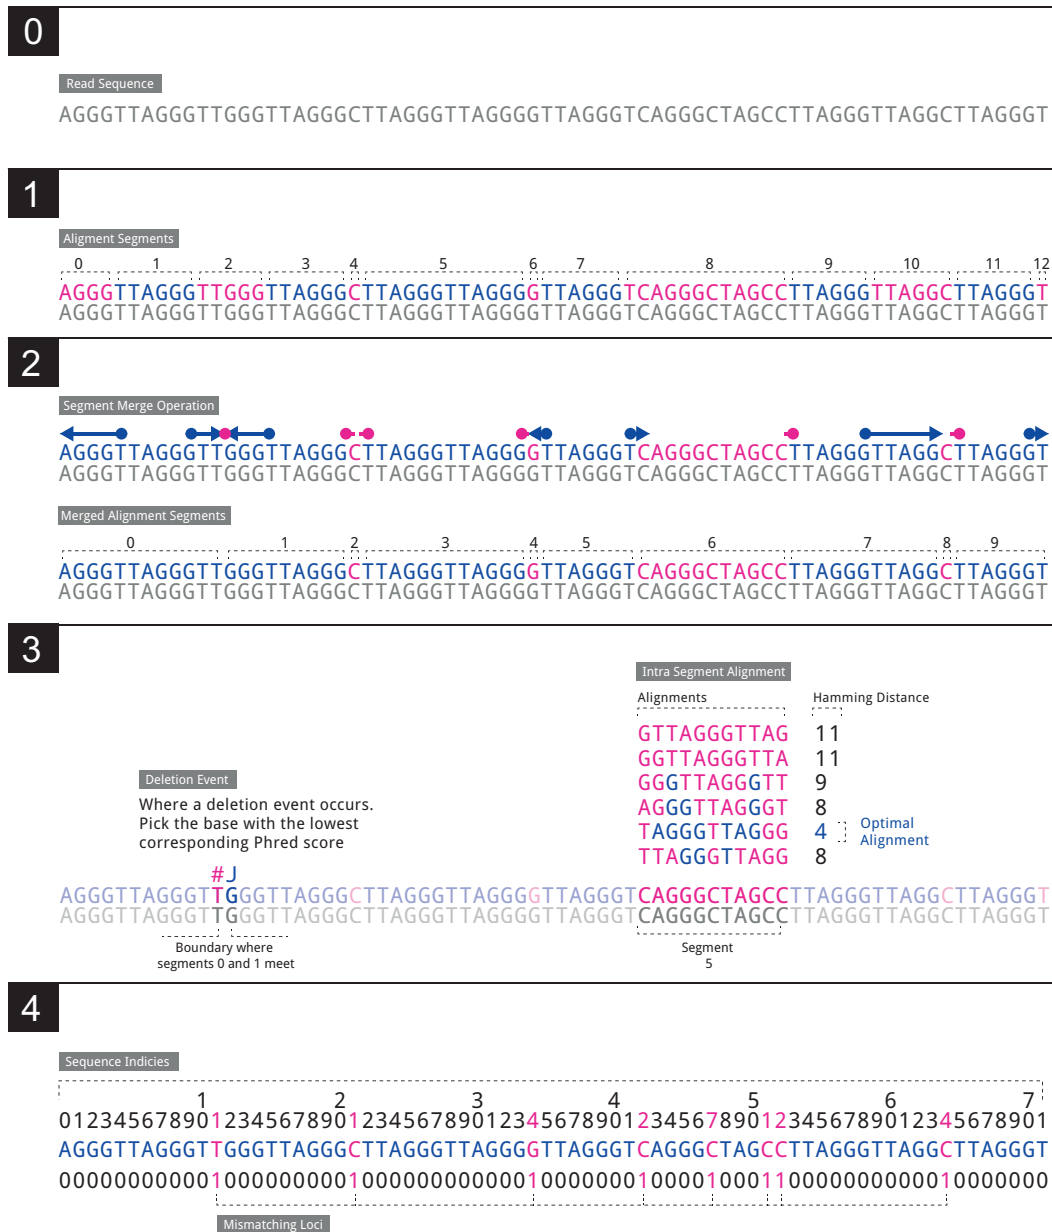 0
Read Sequence
AGGGTTAGGGTTGGGTTAGGGCTTAGGGTTAGGGGTTAGGGTCAGGGCTAGCCTTAGGGTTAGGCTTAGGGT
1
Aligment Segments
0 1 2 3 4 5 6 7 8 9 10 11 12
AGGGTTAGGGTTGGGTTAGGGCTTAGGGTTAGGGGTTAGGGTCAGGGCTAGCCTTAGGGTTAGGCTTAGGGT
AGGGTTAGGGTTGGGTTAGGGCTTAGGGTTAGGGGTTAGGGTCAGGGCTAGCCTTAGGGTTAGGCTTAGGGT
2
Segment Merge Operation
AGGGTTAGGGTTGGGTTAGGGCTTAGGGTTAGGGGTTAGGGTCAGGGCTAGCCTTAGGGTTAGGCTTAGGGT
AGGGTTAGGGTTGGGTTAGGGCTTAGGGTTAGGGGTTAGGGTCAGGGCTAGCCTTAGGGTTAGGCTTAGGGT
Merged Alignment Segments
0 1 2 3 4 5 6 7 8 9
AGGGTTAGGGTTGGGTTAGGGCTTAGGGTTAGGGGTTAGGGTCAGGGCTAGCCTTAGGGTTAGGCTTAGGGT
AGGGTTAGGGTTGGGTTAGGGCTTAGGGTTAGGGGTTAGGGTCAGGGCTAGCCTTAGGGTTAGGCTTAGGGT
3
Intra Segment Alignment
Alignments Hamming Distance
GTTAGGGTTAG 11
GGTTAGGGTTA 11
GGGTTAGGGTT 9
AGGGTTAGGGT 8
TAGGGTTAGGG 4 Optimal Alignment
TTAGGGTTAGG 8
Deletion Event
Where a deletion event occurs.
Pick the base with the lowest
corresponding Phred score
#J
AGGGTTAGGGTTGGGTTAGGGCTTAGGGTTAGGGGTTAGGGTCAGGGCTAGCCTTAGGGTTAGGCTTAGGGT
AGGGTTAGGGTTGGGTTAGGGCTTAGGGTTAGGGGTTAGGGTCAGGGCTAGCCTTAGGGTTAGGCTTAGGGT
Boundary where
segments 0 and 1 meet
Segment
5
4
Sequence Indicies
1 2 3 4 5 6 7
012345678901234567890123456789012345678901234567890123456789012345678901
AGGGTTAGGGTTGGGTTAGGGCTTAGGGTTAGGGGTTAGGGTCAGGGCTAGCCTTAGGGTTAGGCTTAGGGT
000000000001000000000100000000000010000000100001000110000000000010000000
Mismatching Loci